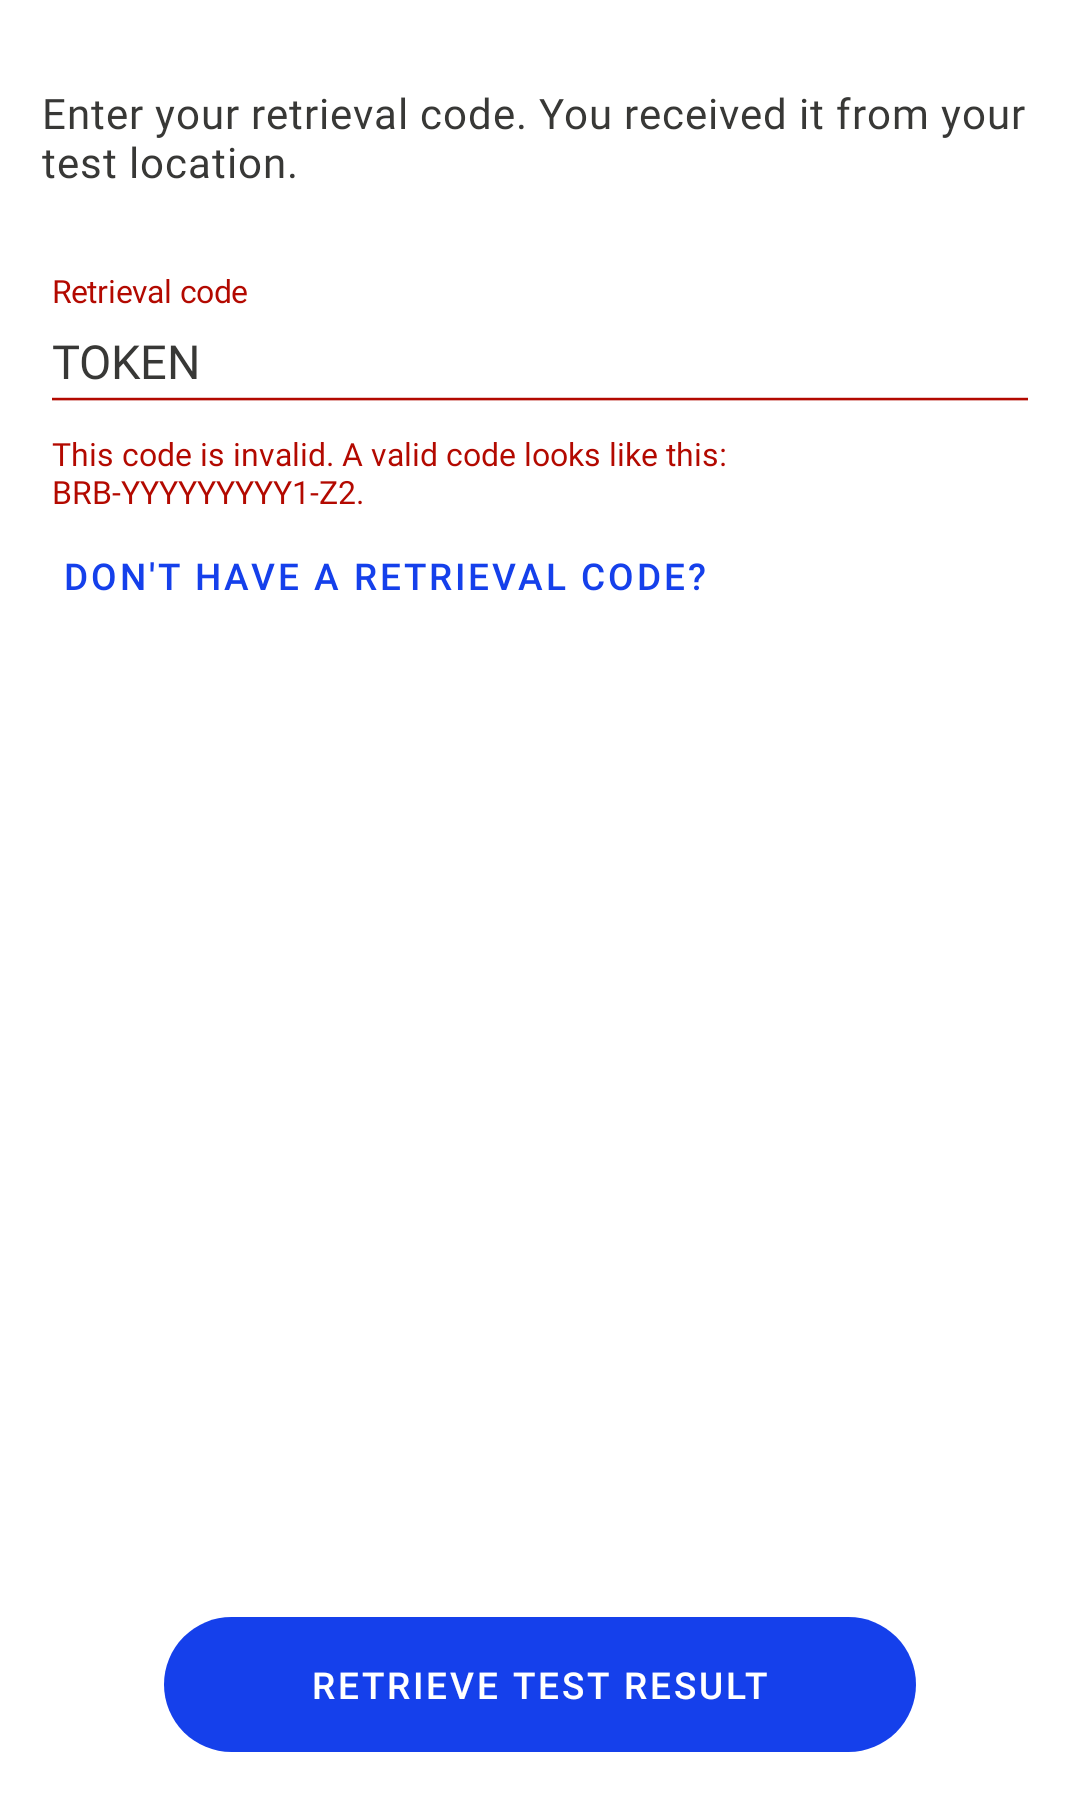 Enter your retrieval code. You received it from your
test location.
Retrieval code
TOKEN
This code is invalid. A valid code looks like this:
BRB-YYYYYYYYY1-Z2.
DON'T HAVE A RETRIEVAL CODE?
RETRIEVE TEST RESULT